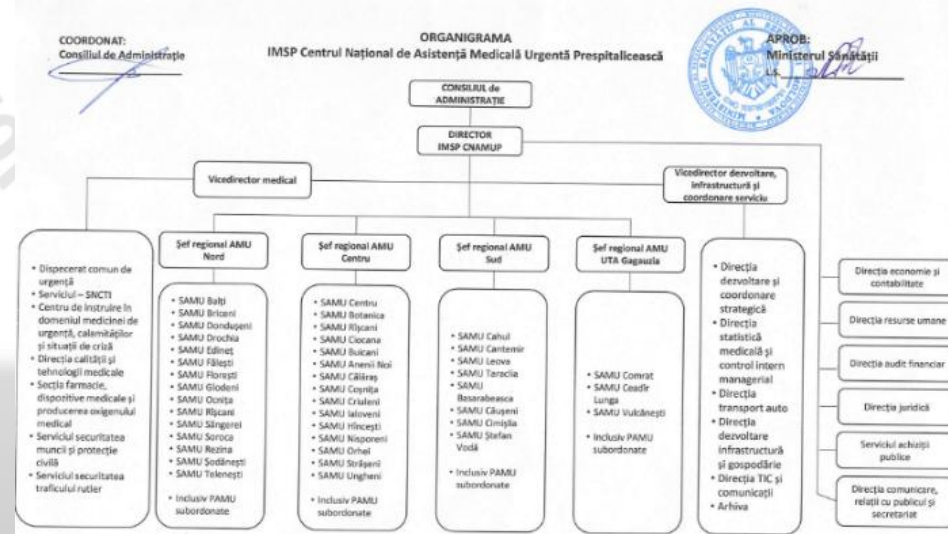 COORDONAT:
Consiliul de Administrație
ORGANIGRAMA
IMSP Centrul Național de Asistență Medicală Urgentă Prespitalicească
APROB:
Ministerul Sănătății
L.S.
CONSILIUL de
ADMINISTRAȚIE
DIRECTOR
IMSP CNAMUP
Vicedirector medical
Vicedirector dezvoltare,
infrastructură și
coordonare serviciu
• Dispecerat comun de
urgență
• Serviciul – SNCTI
• Centru de instruire în
domeniul medicinei de
urgență, calamităților
și situații de criză
• Direcția calității și
tehnologii medicale
• Secția farmacie,
dispozitive medicale și
producerea oxigenului
medical
• Serviciul securitatea
muncii și protecție
civilă
• Serviciul securitatea
traficului rutier
Șef regional AMU
Nord
• SAMU Balți
• SAMU Briceni
• SAMU Dondușeni
• SAMU Drochia
• SAMU Edineț
• SAMU Fălești
• SAMU Florești
• SAMU Glodeni
• SAMU Ocnița
• SAMU Rîșcani
• SAMU Sângerei
• SAMU Soroca
• SAMU Rezina
• SAMU Șodănești
• SAMU Telenești
• Inclusiv PAMU
subordonate
Șef regional AMU
Centru
• SAMU Centru
• SAMU Botanica
• SAMU Rîșcani
• SAMU Ciocana
• SAMU Buicani
• SAMU Anenii Noi
• SAMU Călăraș
• SAMU Coșnița
• SAMU Criuleni
• SAMU Ialoveni
• SAMU Hîncești
• SAMU Nisporeni
• SAMU Orhei
• SAMU Strășeni
• SAMU Ungheni
• Inclusiv PAMU
subordonate
Șef regional AMU
Sud
• SAMU Cahul
• SAMU Cantemir
• SAMU Leova
• SAMU Taraclia
• SAMU
Basarabeasca
• SAMU Căușeni
• SAMU Cimișlia
• SAMU Ștefan
Vodă
• Inclusiv PAMU
subordonate
Șef regional AMU
UTA Gagauzia
• SAMU Comrat
• SAMU Ceadîr
Lunga
• SAMU Vulcănești
• Inclusiv PAMU
subordonate
• Direcția
dezvoltare și
coordonare
strategică
• Direcția
statistică
medicală și
control intern
managerial
• Direcția
transport auto
• Direcția
dezvoltare
infrastructură
și gospodărie
• Direcția TIC și
comunicații
• Arhiva
Direcția economie și
contabilitate
Direcția resurse umane
Direcția audit financiar
Direcția juridică
Serviciul achiziții
publice
Direcția comunicare,
relații cu publicul și
secretariat